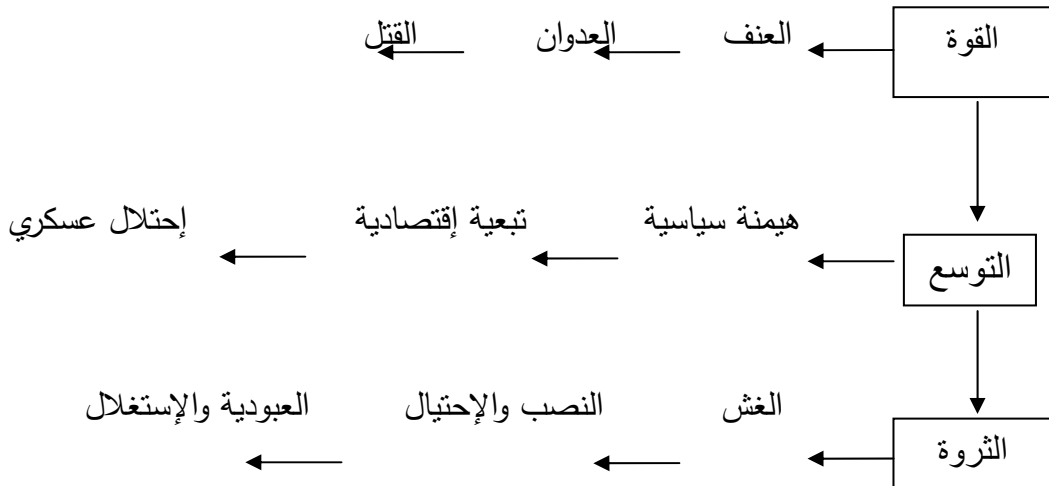 القوة العنف العدوان القتل
التوسع هيمنة سياسية تبعية إقتصادية إحتلال عسكري
الثروة الغش النصب والإحتيال العبودية والإستغلال